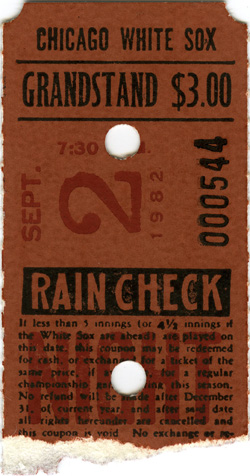 CHICAGO WHITE SOX
GRANDSTAND $3.00
7:30 P.M.
SEPT. 2 1982
000544
RAIN CHECK
If less than 5 innings (or 4½ innings if
the White Sox are ahead) are played on
this date, this coupon may be redeemed
for cash, or exchanged for a ticket of the
same price, if available, for a regular
championship game during this season.
No refund will be made after December
31, of current year, and after said date
all rights hereunder are cancelled and
this coupon is void. No exchange or re-